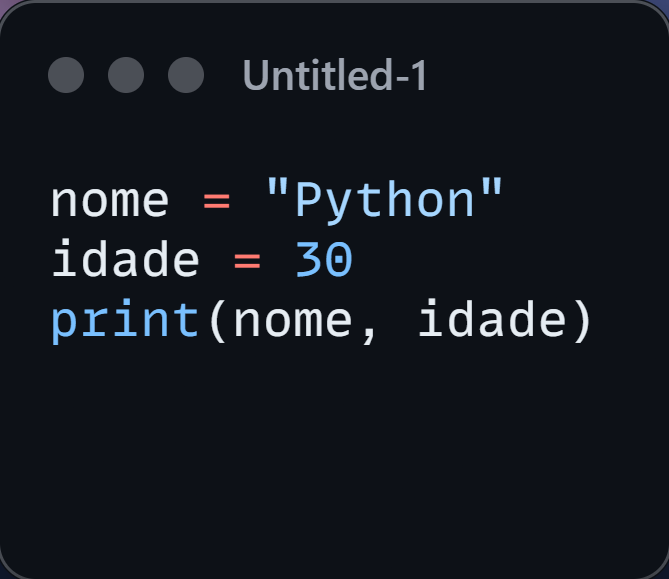 Untitled-1
nome = "Python"
idade = 30
print(nome, idade)